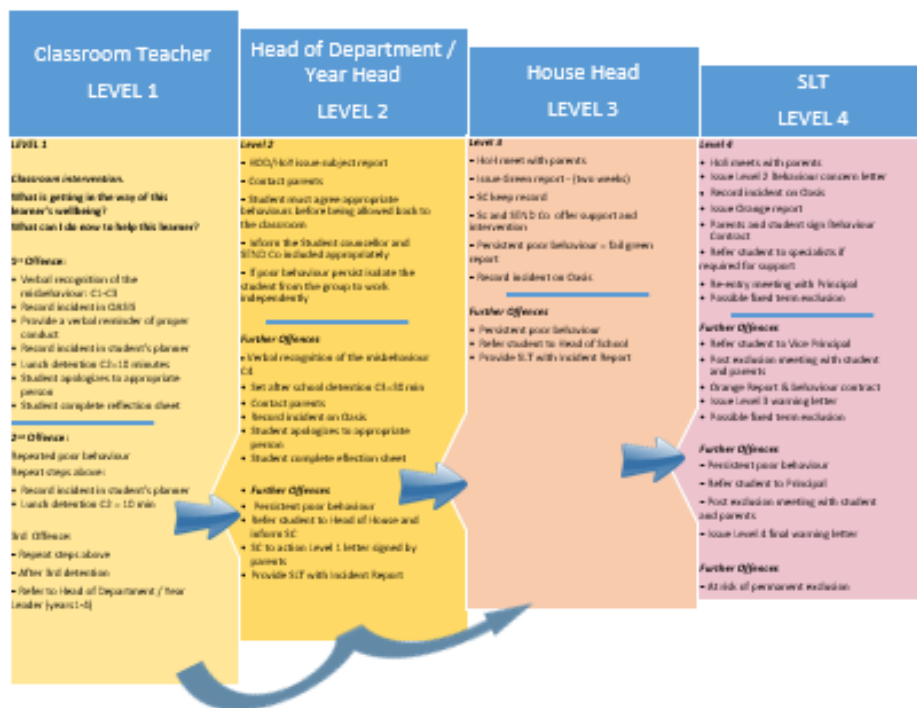 Classroom Teacher
LEVEL 1
LEVEL 1
Classroom intervention.
What is getting in the way of this
learner's wellbeing?
What can I do now to help this learner?
1st Offence:
• Verbal recognition of the
misbehaviour: C1-C3
• Record incident in OASIS
• Provide a verbal reminder of proper
conduct
• Record incident in student's planner
• Lunch detention C2=10 minutes
• Student apologizes to appropriate
person
• Student complete reflection sheet
2nd Offence:
Repeated poor behaviour
Repeat steps above:
• Record incident in student's planner
• Lunch detention C2 = 10 min
3rd Offence:
• Repeat steps above
• After 3rd detention
• Refer to Head of Department / Year
Leader (years 1-6)
Head of Department /
Year Head
LEVEL 2
Level 2
• HOD/HoY issue subject report
• Contact parents
• Student must agree appropriate
behaviours before being allowed back to
the classroom
• Inform the Student counsellor and
SEND Co included appropriately
• If poor behaviour persist isolate the
student from the group to work
independently
Further Offences
• Verbal recognition of the misbehaviour
C4
• Set after school detention C3=30 min
• Contact parents
• Record incident on Oasis
• Student apologizes to appropriate
person
• Student complete eflection sheet
• Further Offences
• Persistent poor behaviour
• Refer student to Head of House and
inform SC
• SC to action Level 1 letter signed by
parents
• Provide SLT with Incident Report
House Head
LEVEL 3
Level 3
• HoH meet with parents
• Issue Green report - (two weeks)
• SC keep record
• Sc and SEND Co offer support and
intervention
• Persistent poor behaviour = fail green
report
• Record incident on Oasis
Further Offences
• Persistent poor behaviour
• Refer student to Head of School
• Provide SLT with Incident Report
SLT
LEVEL 4
Level 4
• meets with parents
• Issue Level 2 Behaviour concern letter
• Record incident on Oasis
• Issue Orange report
• Parents and student sign Behaviour
Contract
• Refer student to specialists if
required for support
• Re-entry meeting with Principal
• Possible fixed term exclusion
Further Offences
• Refer student to Vice Principal
• Post exclusion meeting with student
and parents
• Orange Report & behaviour contract
• Issue Level 3 warning letter
• Possible fixed term exclusion
Further Offences
• Persistent poor behaviour
• Refer student to Principal
• Post exclusion meeting with student
and parents
• Issue Level 4 final warning letter
Further Offences
• At risk of permanent exclusion